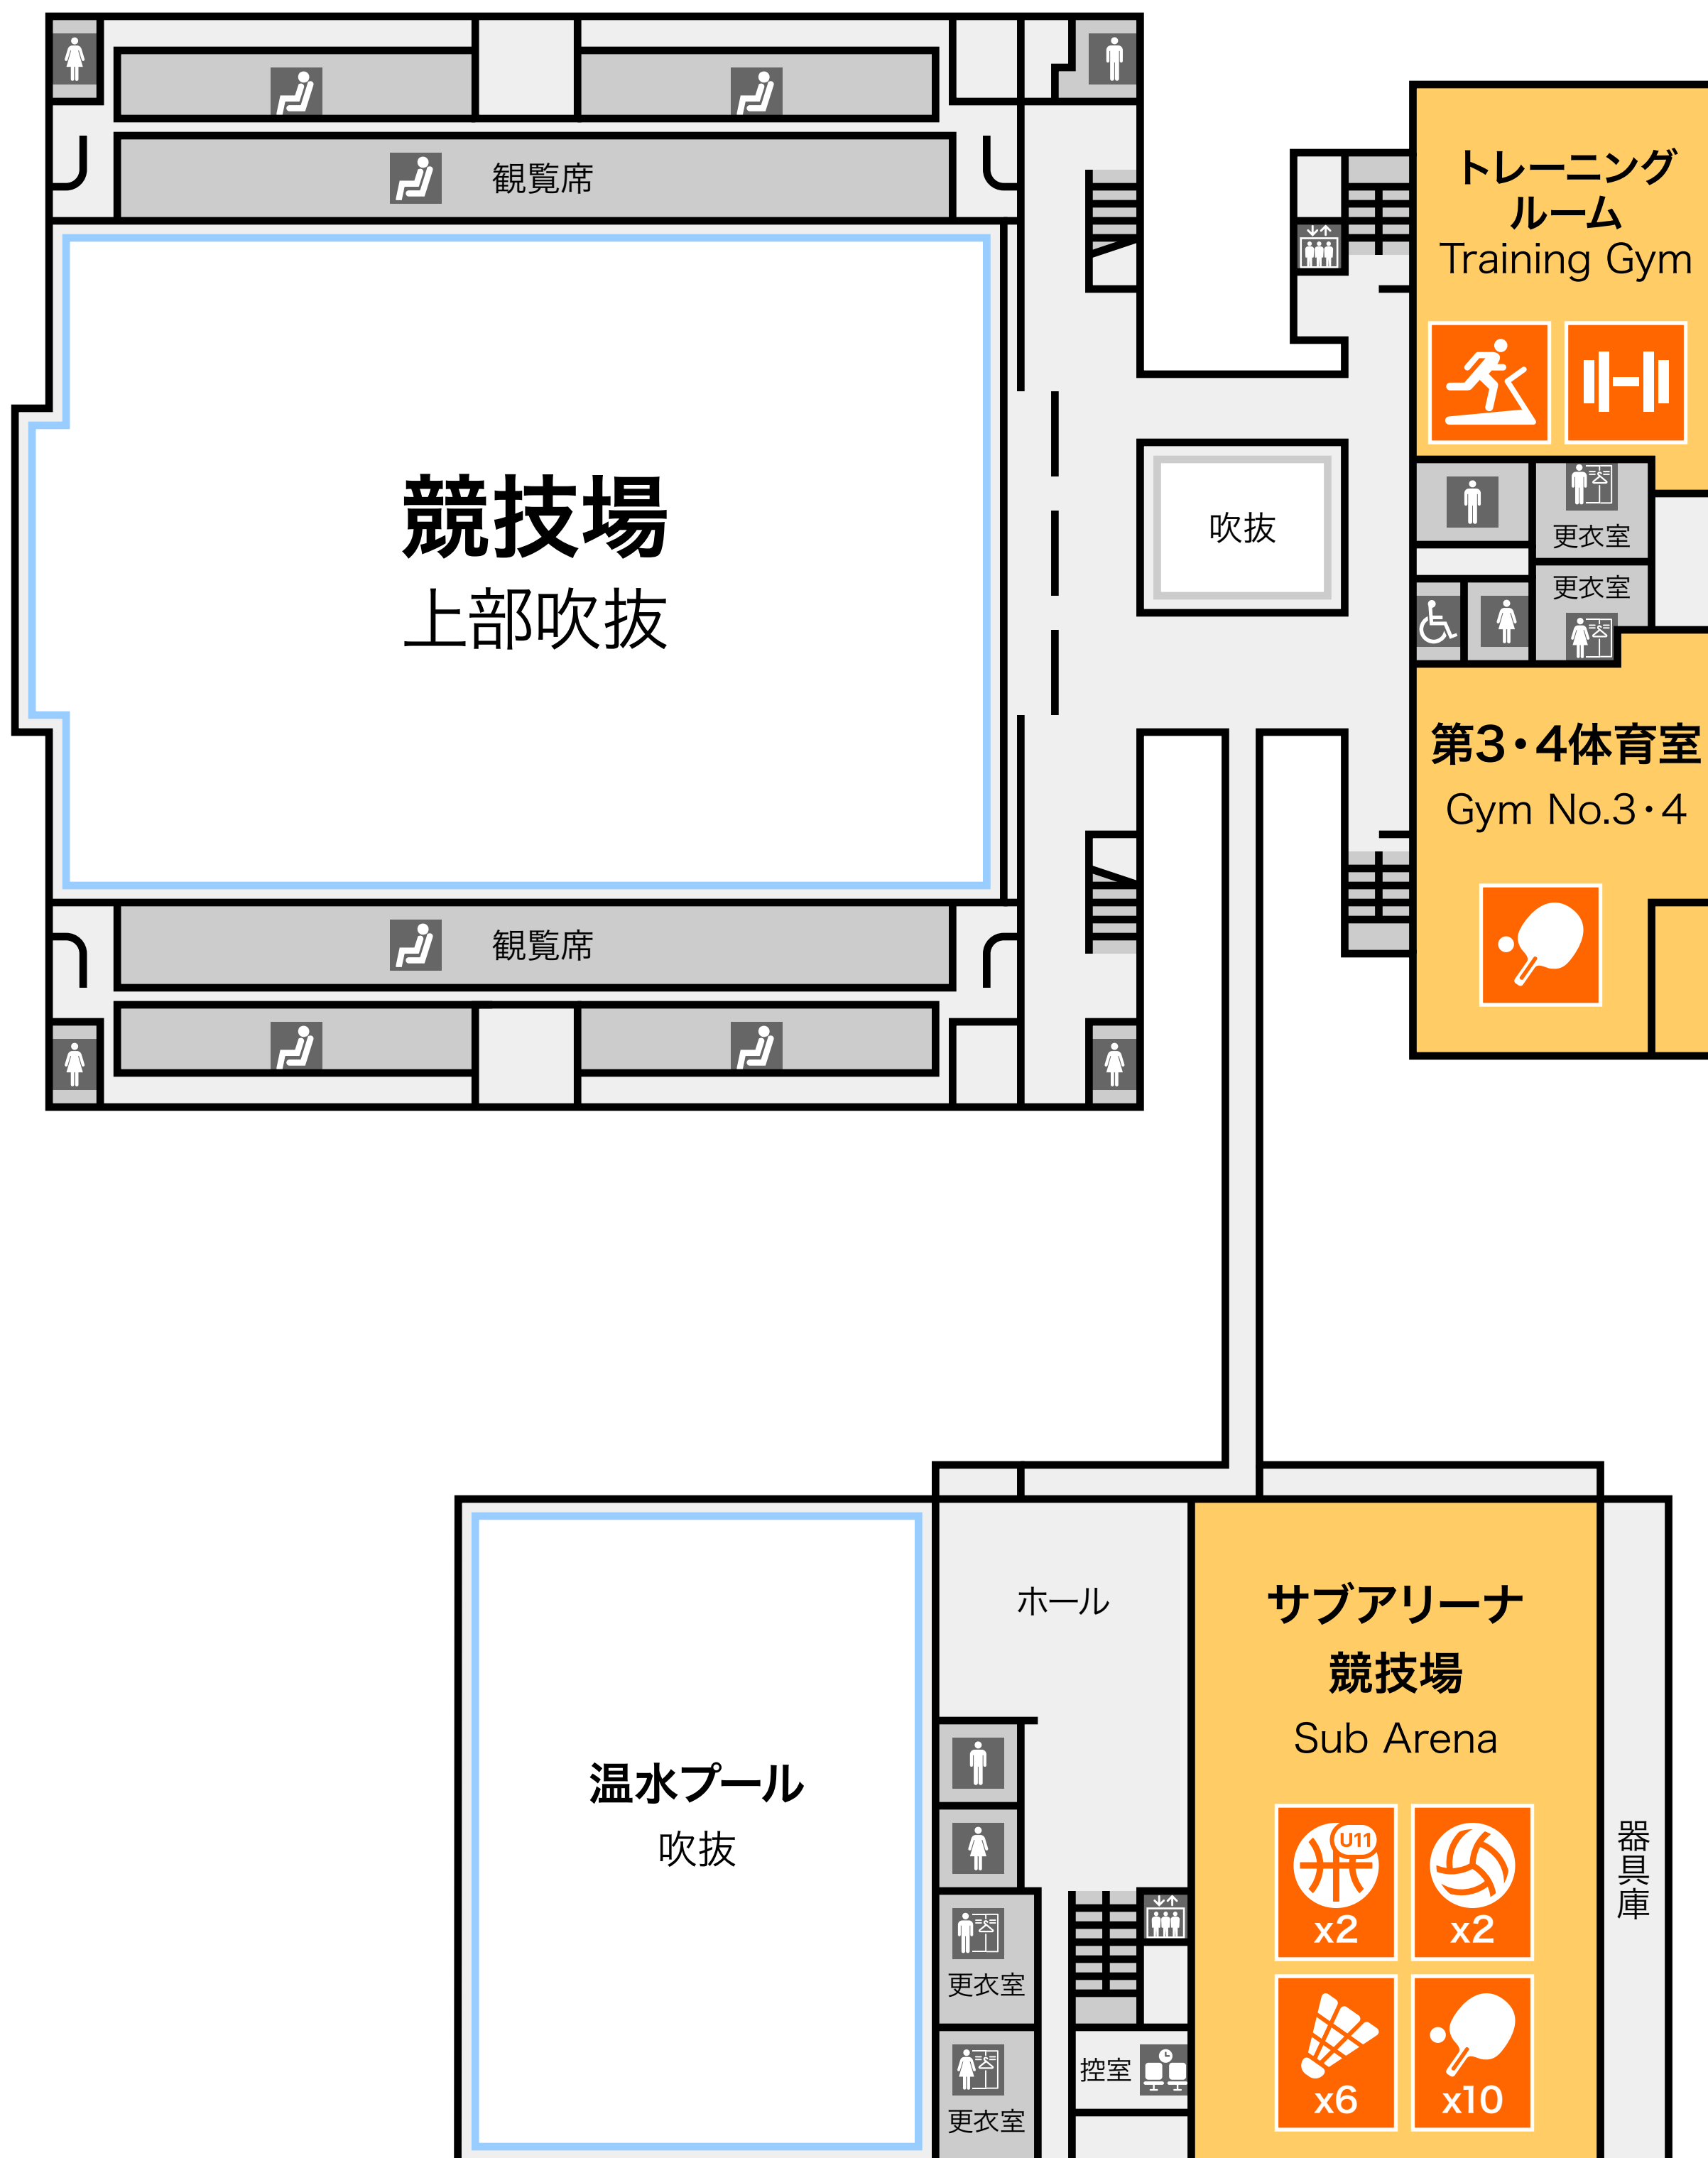 観覧席
トレーニング
ルーム
Training Gym
競技場
上部吹抜
吹抜
更衣室
更衣室
第3・4体育室
Gym No.3・4
観覧席
ホール
サブアリーナ
競技場
Sub Arena
温水プール
吹抜
U11
x2
x2
器具庫
更衣室
控室
x6
x10
更衣室